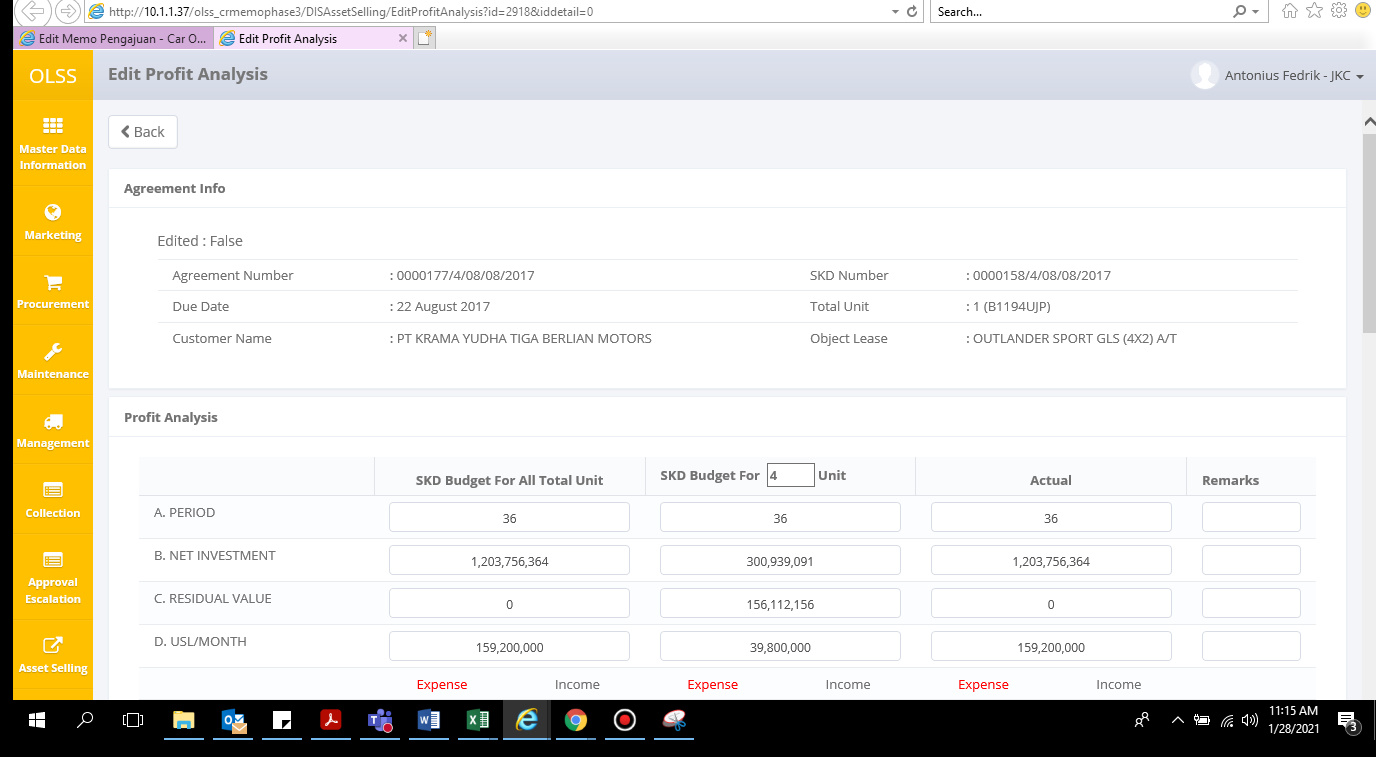 http://10.1.1.37/olss_crmemophase3/DISAssetSelling/EditProfitAnalysis?id=2918&iddetail=0
Search...
Edit Memo Pengajuan - Car O...
Edit Profit Analysis
OLSS
Edit Profit Analysis
Antonius Fedrik - JKC
Back
Master Data
Information
Marketing
Procurement
Maintenance
Management
Collection
Approval
Escalation
Asset Selling
Agreement Info
Edited : False
Agreement Number : 0000177/4/08/08/2017 SKD Number : 0000158/4/08/08/2017
Due Date : 22 August 2017 Total Unit : 1 (B1194UJP)
Customer Name : PT KRAMA YUDHA TIGA BERLIAN MOTORS Object Lease : OUTLANDER SPORT GLS (4X2) A/T
Profit Analysis
SKD Budget For All Total Unit SKD Budget For 4 Unit Actual Remarks
A. PERIOD 36 36 36
B. NET INVESTMENT 1,203,756,364 300,939,091 1,203,756,364
C. RESIDUAL VALUE 0 156,112,156 0
D. USL/MONTH 159,200,000 39,800,000 159,200,000
Expense Income Expense Income Expense Income
11:15 AM
1/28/2021
3